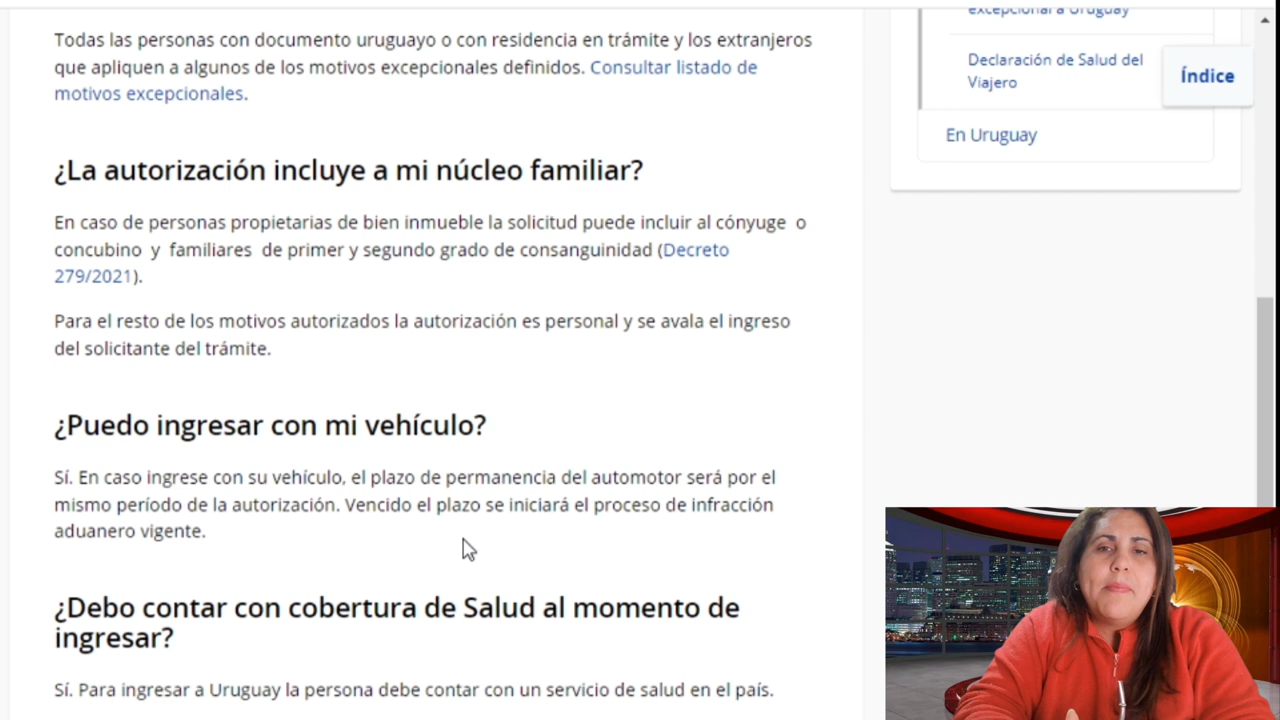 Todas las personas con documento uruguayo o con residencia en trámite y los extranjeros
que apliquen a algunos de los motivos excepcionales definidos. Consultar listado de
motivos excepcionales.
¿La autorización incluye a mi núcleo familiar?
En caso de personas propietarias de bien inmueble la solicitud puede incluir al cónyuge o
concubino y familiares de primer y segundo grado de consanguinidad (Decreto
279/2021).
Para el resto de los motivos autorizados la autorización es personal y se avala el ingreso
del solicitante del trámite.
¿Puedo ingresar con mi vehículo?
Sí. En caso ingrese con su vehículo, el plazo de permanencia del automotor será por el
mismo período de la autorización. Vencido el plazo se iniciará el proceso de infracción
aduanero vigente.
¿Debo contar con cobertura de Salud al momento de
ingresar?
Sí. Para ingresar a Uruguay la persona debe contar con un servicio de salud en el país.
excepcional a Uruguay
Declaración de Salud del
Viajero
Índice
En Uruguay